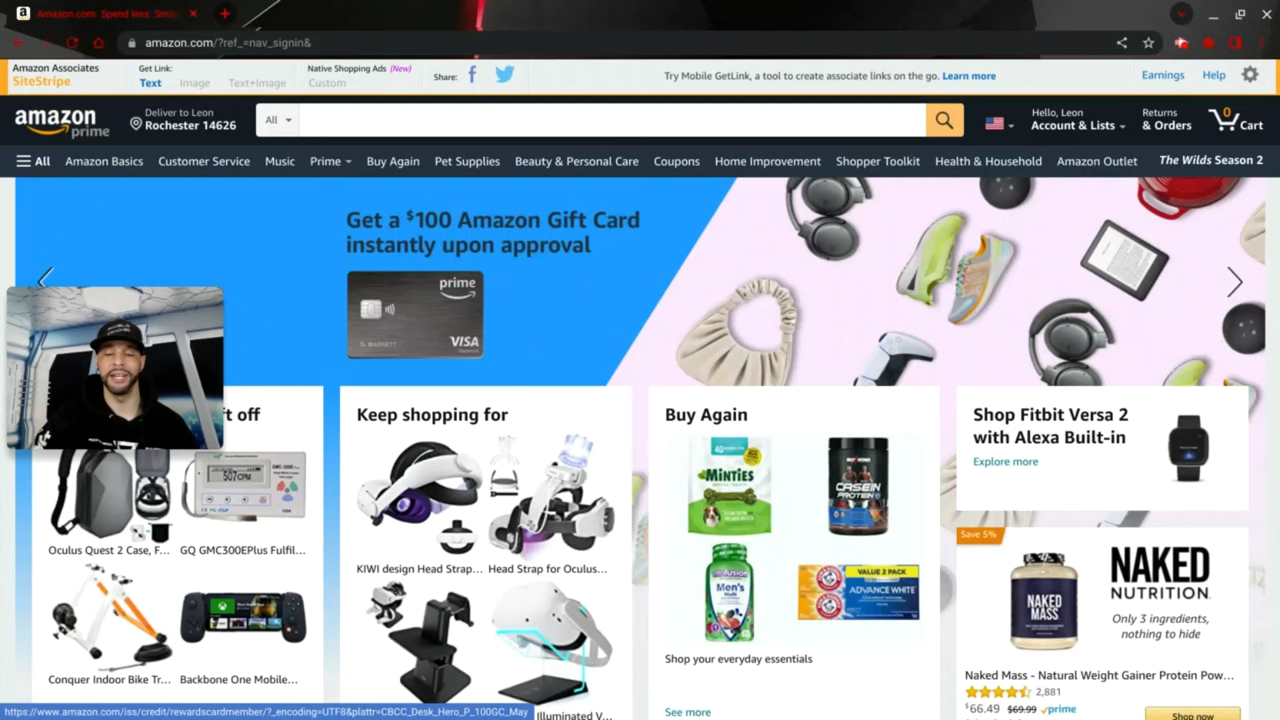 Amazon.com. Spend less. Smil
amazon.com/?ref_=nav_signin&
Amazon Associates
SiteStripe
Get Link:
Text Image Text+Image
Native Shopping Ads (New)
Custom
Share:
Try Mobile GetLink, a tool to create associate links on the go. Learn more
Earnings Help
amazon
prime
Deliver to Leon
Rochester 14626
All
Hello, Leon
Account & Lists
Returns
& Orders
0
Cart
All Amazon Basics Customer Service Music Prime Buy Again Pet Supplies Beauty & Personal Care Coupons Home Improvement Shopper Toolkit Health & Household Amazon Outlet The Wilds Season 2
Get a $100 Amazon Gift Card
instantly upon approval
prime
VISA
ft off
Oculus Quest 2 Case, F...
GQ GMC300EPlus Fulfil...
Conquer Indoor Bike Tr...
Backbone One Mobile...
Keep shopping for
KIWI design Head Strap...
Head Strap for Oculus...
Illuminated V...
Buy Again
MINTIES
CASEIN
PROTEIN
Men's
VALUE 2 PACK
ADVANCE WHITE
Shop your everyday essentials
See more
Shop Fitbit Versa 2
with Alexa Built-in
Explore more
Save 5%
NAKED
MASS
NAKED
NUTRITION
Only 3 ingredients,
nothing to hide
Naked Mass - Natural Weight Gainer Protein Pow...
2,881
$66.49 $69.99 prime
Shop now
https://www.amazon.com/iss/credit/rewardscardmember/?_encoding=UTF8&plattr=CBCC_Desk_Hero_P_100GC_May